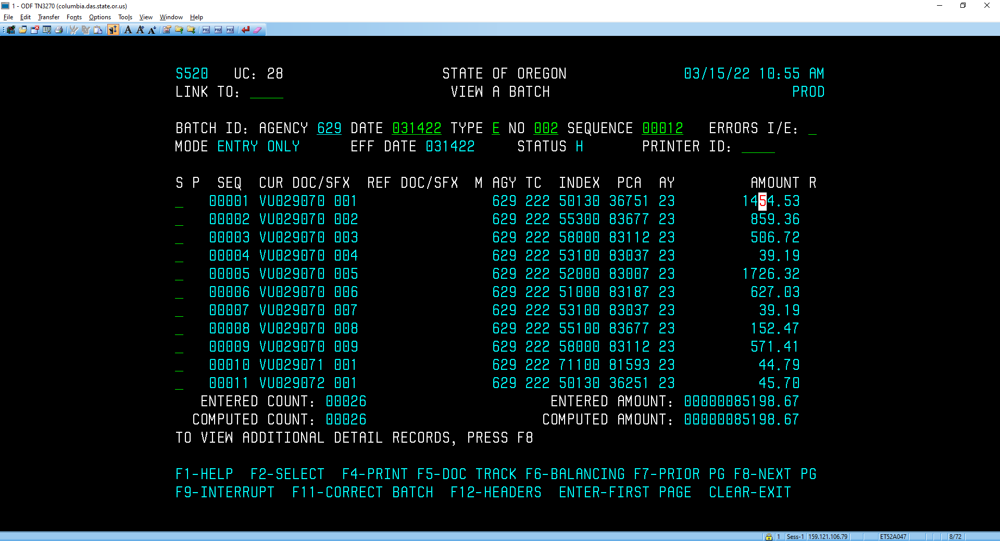 1 - ODF TN3270 (columbia.das.state.or.us)
File Edit Transfer Fonts Options Tools View Window Help
PA1 PA2 PA3
S520 UC: 28 STATE OF OREGON 03/15/22 10:55 AM
LINK TO: ____ VIEW A BATCH PROD
BATCH ID: AGENCY 629 DATE 031422 TYPE E NO 002 SEQUENCE 00012 ERRORS I/E: _
MODE ENTRY ONLY EFF DATE 031422 STATUS H PRINTER ID: ____
S P SEQ CUR DOC/SFX REF DOC/SFX M AGY TC INDEX PCA AY AMOUNT R
_ 00001 VU029070 001 629 222 50130 36751 23 1454.53
_ 00002 VU029070 002 629 222 55300 83677 23 859.36
_ 00003 VU029070 003 629 222 58000 83112 23 506.72
_ 00004 VU029070 004 629 222 53100 83037 23 39.19
_ 00005 VU029070 005 629 222 52000 83007 23 1726.32
_ 00006 VU029070 006 629 222 51000 83187 23 627.03
_ 00007 VU029070 007 629 222 53100 83037 23 39.19
_ 00008 VU029070 008 629 222 55100 83677 23 152.47
_ 00009 VU029070 009 629 222 58000 83112 23 571.41
_ 00010 VU029071 001 629 222 71100 81593 23 44.79
_ 00011 VU029072 001 629 222 50130 36251 23 45.70
ENTERED COUNT: 00026 ENTERED AMOUNT: 00000085198.67
COMPUTED COUNT: 00026 COMPUTED AMOUNT: 00000085198.67
TO VIEW ADDITIONAL DETAIL RECORDS, PRESS F8
F1-HELP F2-SELECT F4-PRINT F5-DOC TRACK F6-BALANCING F7-PRIOR PG F8-NEXT PG
F9-INTERRUPT F11-CORRECT BATCH F12-HEADERS ENTER-FIRST PAGE CLEAR-EXIT
1 Sess-1 159.121.106.79 ET52A047 8/72